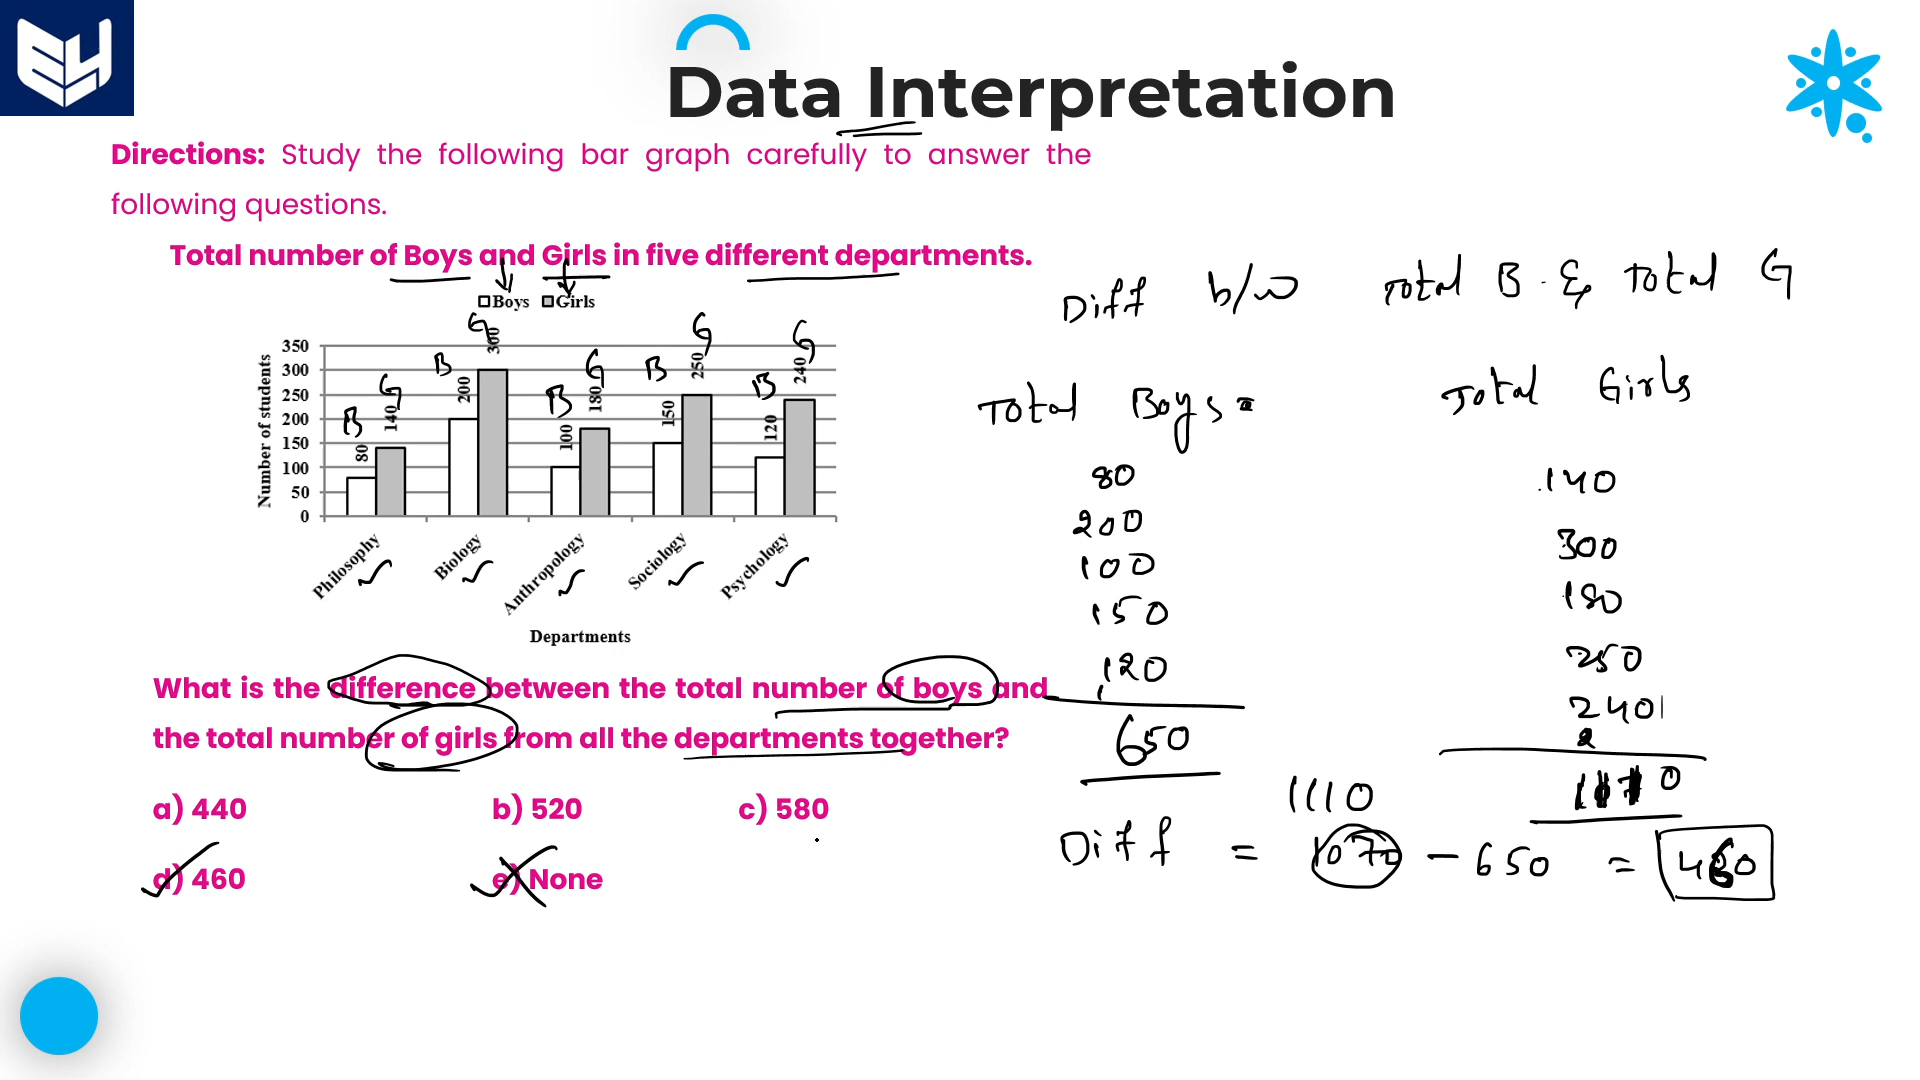 Data Interpretation
Directions: Study the following bar graph carefully to answer the
following questions.
Total number of Boys and Girls in five different departments.
Boys Girls
Number of students
350
300
250
200
150
100
50
0
B 80 G 140
B 200 G 300
B 100 G 180
B 150 G 250
B 120 G 240
Philosophy Biology Anthropology Sociology Psychology
Departments
What is the difference between the total number of boys and
the total number of girls from all the departments together?
a) 440 b) 520 c) 580
d) 460 e) None
Diff b/w Total B & Total G
Total Boys =
80
200
100
150
120
650
Total Girls
140
300
180
250
240
2
1110
Diff = 1070 - 650 = 460